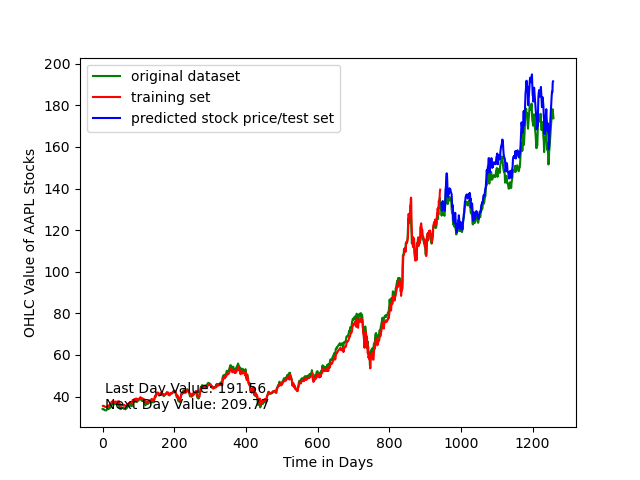 200
180
160
140
120
100
80
60
40
OHLC Value of AAPL Stocks
original dataset
training set
predicted stock price/test set
Last Day Value: 191.56
Next Day Value: 209.77
0 200 400 600 800 1000 1200
Time in Days